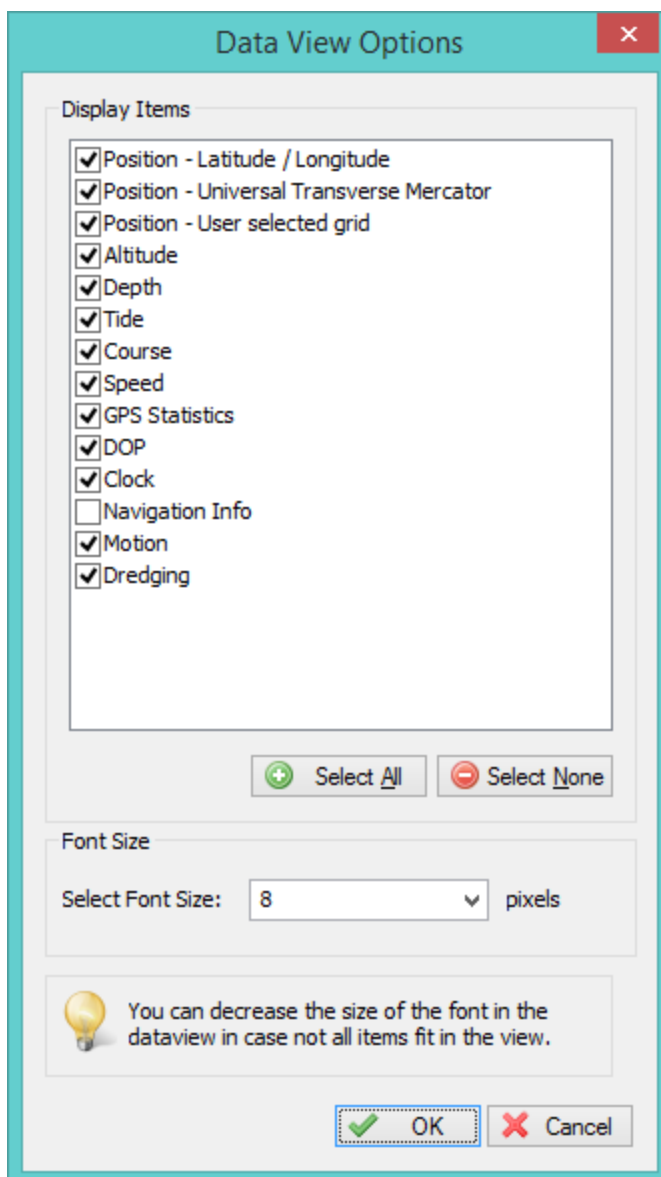 Data View Options
Display Items
Position - Latitude / Longitude
Position - Universal Transverse Mercator
Position - User selected grid
Altitude
Depth
Tide
Course
Speed
GPS Statistics
DOP
Clock
Navigation Info
Motion
Dredging
Select All
Select None
Font Size
Select Font Size: 8 pixels
You can decrease the size of the font in the
dataview in case not all items fit in the view.
OK
Cancel